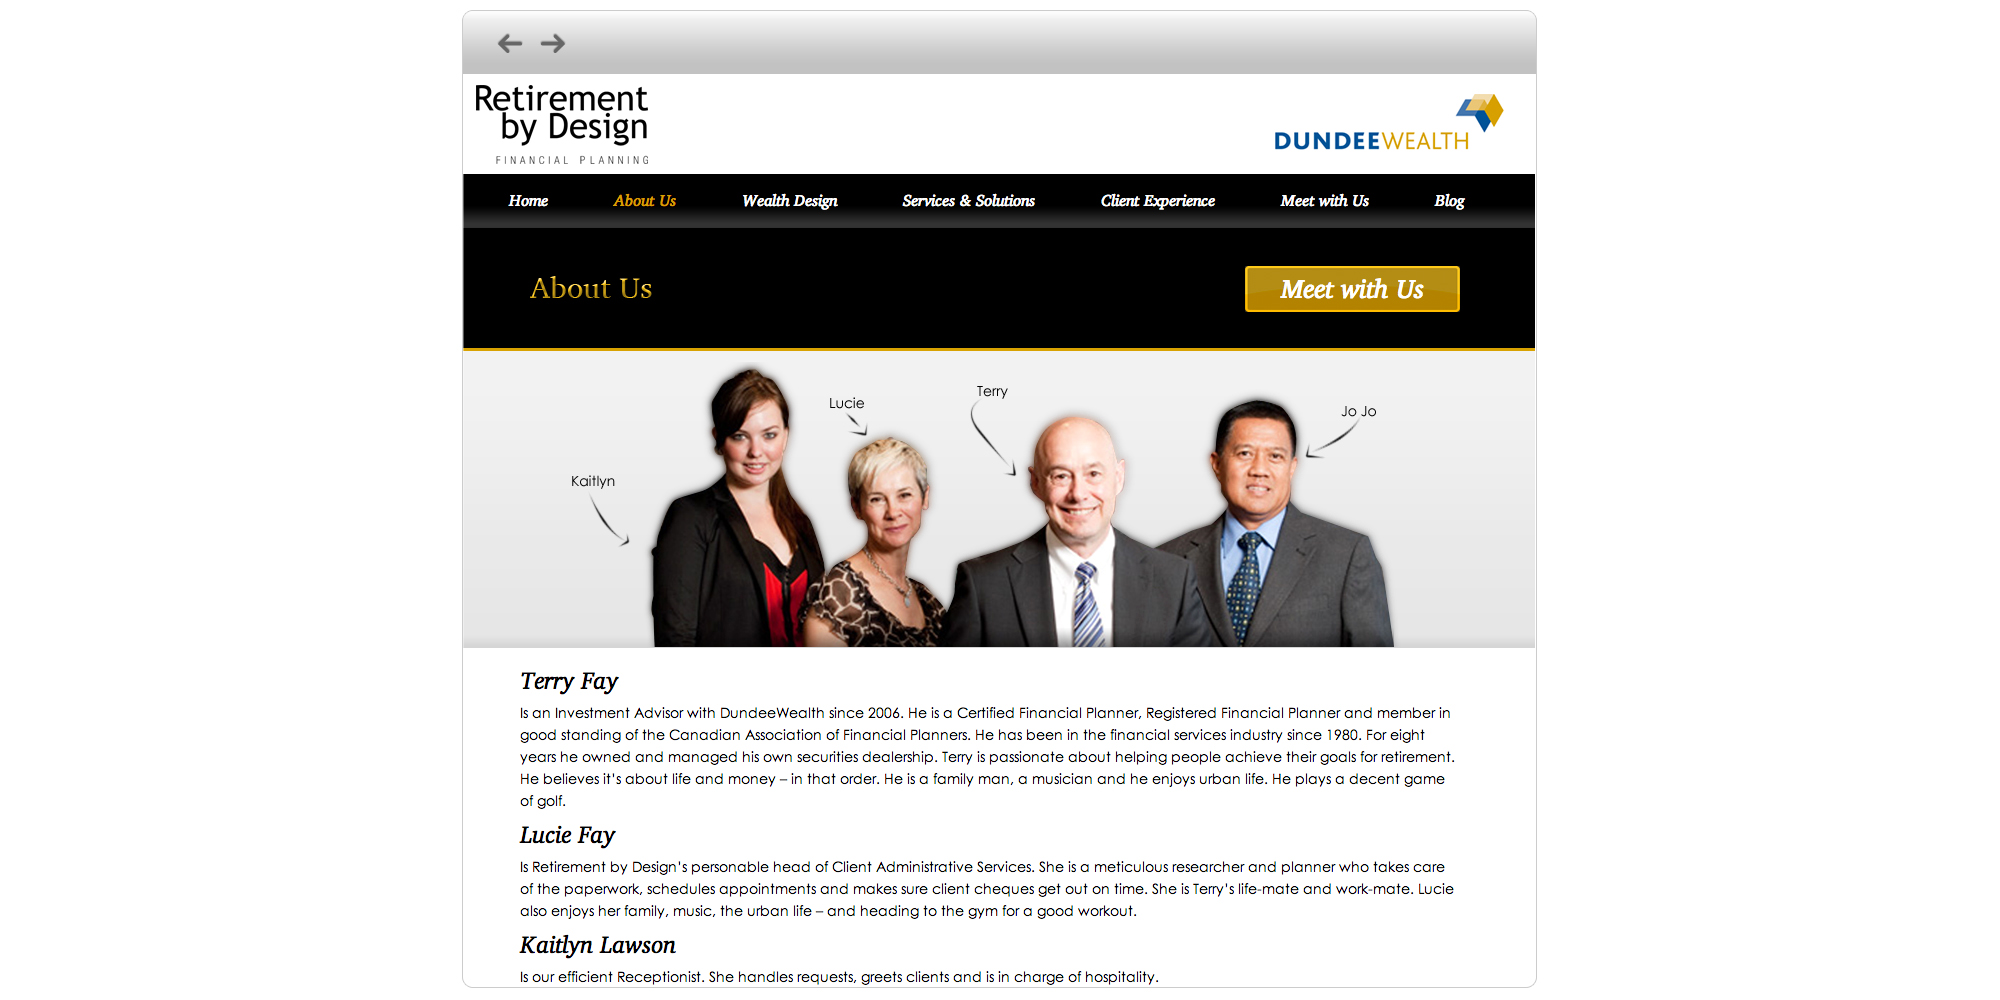 Retirement
by Design
FINANCIAL PLANNING
DUNDEEWEALTH
Home About Us Wealth Design Services & Solutions Client Experience Meet with Us Blog
About Us
Meet with Us
Terry
Lucie
Jo Jo
Kaitlyn
Terry Fay
Is an Investment Advisor with DundeeWealth since 2006. He is a Certified Financial Planner, Registered Financial Planner and member in
good standing of the Canadian Association of Financial Planners. He has been in the financial services industry since 1980. For eight
years he owned and managed his own securities dealership. Terry is passionate about helping people achieve their goals for retirement.
He believes it's about life and money – in that order. He is a family man, a musician and he enjoys urban life. He plays a decent game
of golf.
Lucie Fay
Is Retirement by Design's personable head of Client Administrative Services. She is a meticulous researcher and planner who takes care
of the paperwork, schedules appointments and makes sure client cheques get out on time. She is Terry's life-mate and work-mate. Lucie
also enjoys her family, music, the urban life – and heading to the gym for a good workout.
Kaitlyn Lawson
Is our efficient Receptionist. She handles requests, greets clients and is in charge of hospitality.